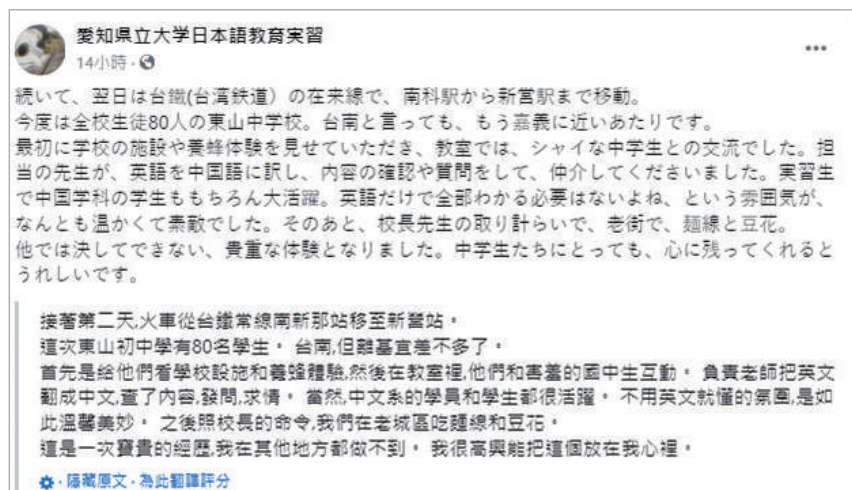 愛知県立大学日本語教育実習
14小時 ·
続いて、翌日は台鐵(台湾鉄道）の在来線で、南科駅から新営駅まで移動。
今度は全校生徒80人の東山中学校。台南と言っても、もう嘉義に近いあたりです。
最初に学校の施設や養蜂体験を見せていただき、教室では、シャイな中学生との交流でした。担
当の先生が、英語を中国語に訳し、内容の確認や質問をして、仲介してくださいました。実習生
で中国学科の学生ももちろん大活躍。英語だけで全部わかる必要はないよね、という雰囲気が、
なんとも温かくて素敵でした。そのあと、校長先生の取り計らいで、老街で、麺線と豆花。
他では決してできない、貴重な体験となりました。中学生たちにとっても、心に残ってくれると
うれしいです。
接著第二天,火車從台鐵常線南新那站移至新營站。
這次東山初中學有80名學生。 台南,但離基宜差不多了。
首先是給他們看學校設施和養蜂體驗,然後在教室裡,他們和害羞的國中生互動。 負責老師把英文
翻成中文,查了內容,發問,求情。 當然,中文系的學員和學生都很活躍。 不用英文就懂的氛圍,是如
此溫馨美妙。 之後照校長的命令,我們在老城區吃麵線和豆花。
這是一次寶貴的經歷,我在其他地方都做不到。 我很高興能把這個放在我心裡。
· 隱藏原文 · 為此翻譯評分